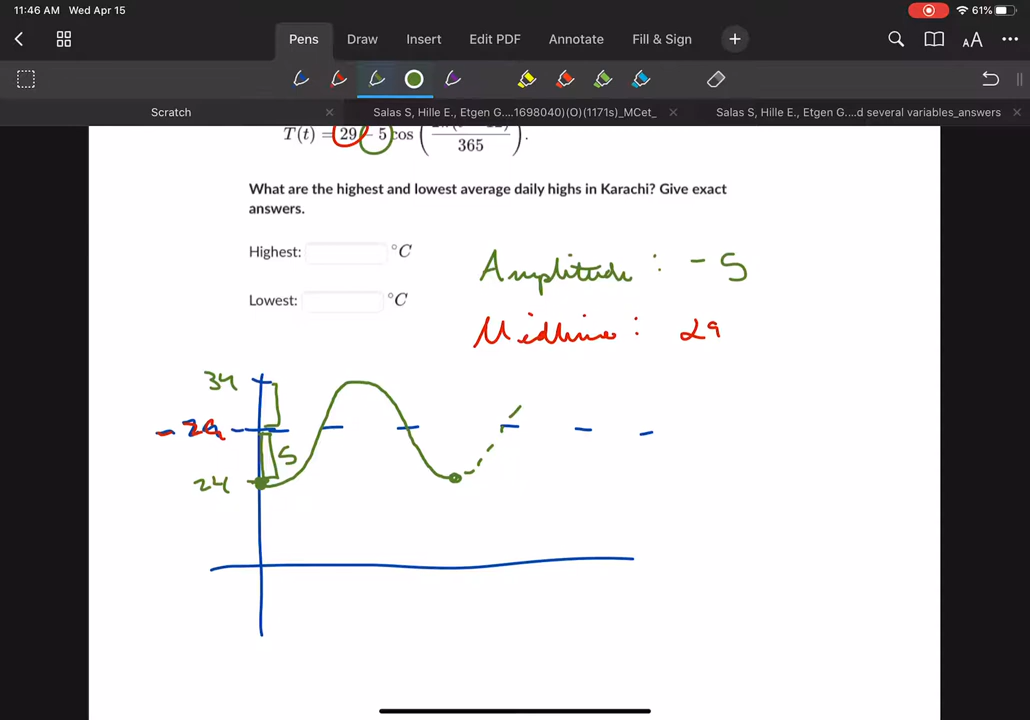 11:46 AM Wed Apr 15
61%
Pens Draw Insert Edit PDF Annotate Fill & Sign
AA
Scratch
Salas S, Hille E., Etgen G....1698040)(O)(1171s)_MCet_
Salas S, Hille E., Etgen G....d several variables_answers
T(t) = 29 - 5 cos ( / 365 ).
What are the highest and lowest average daily highs in Karachi? Give exact
answers.
Highest: °C
Lowest: °C
Amplitude : - 5
Midline : 29
34
- 29
5
24